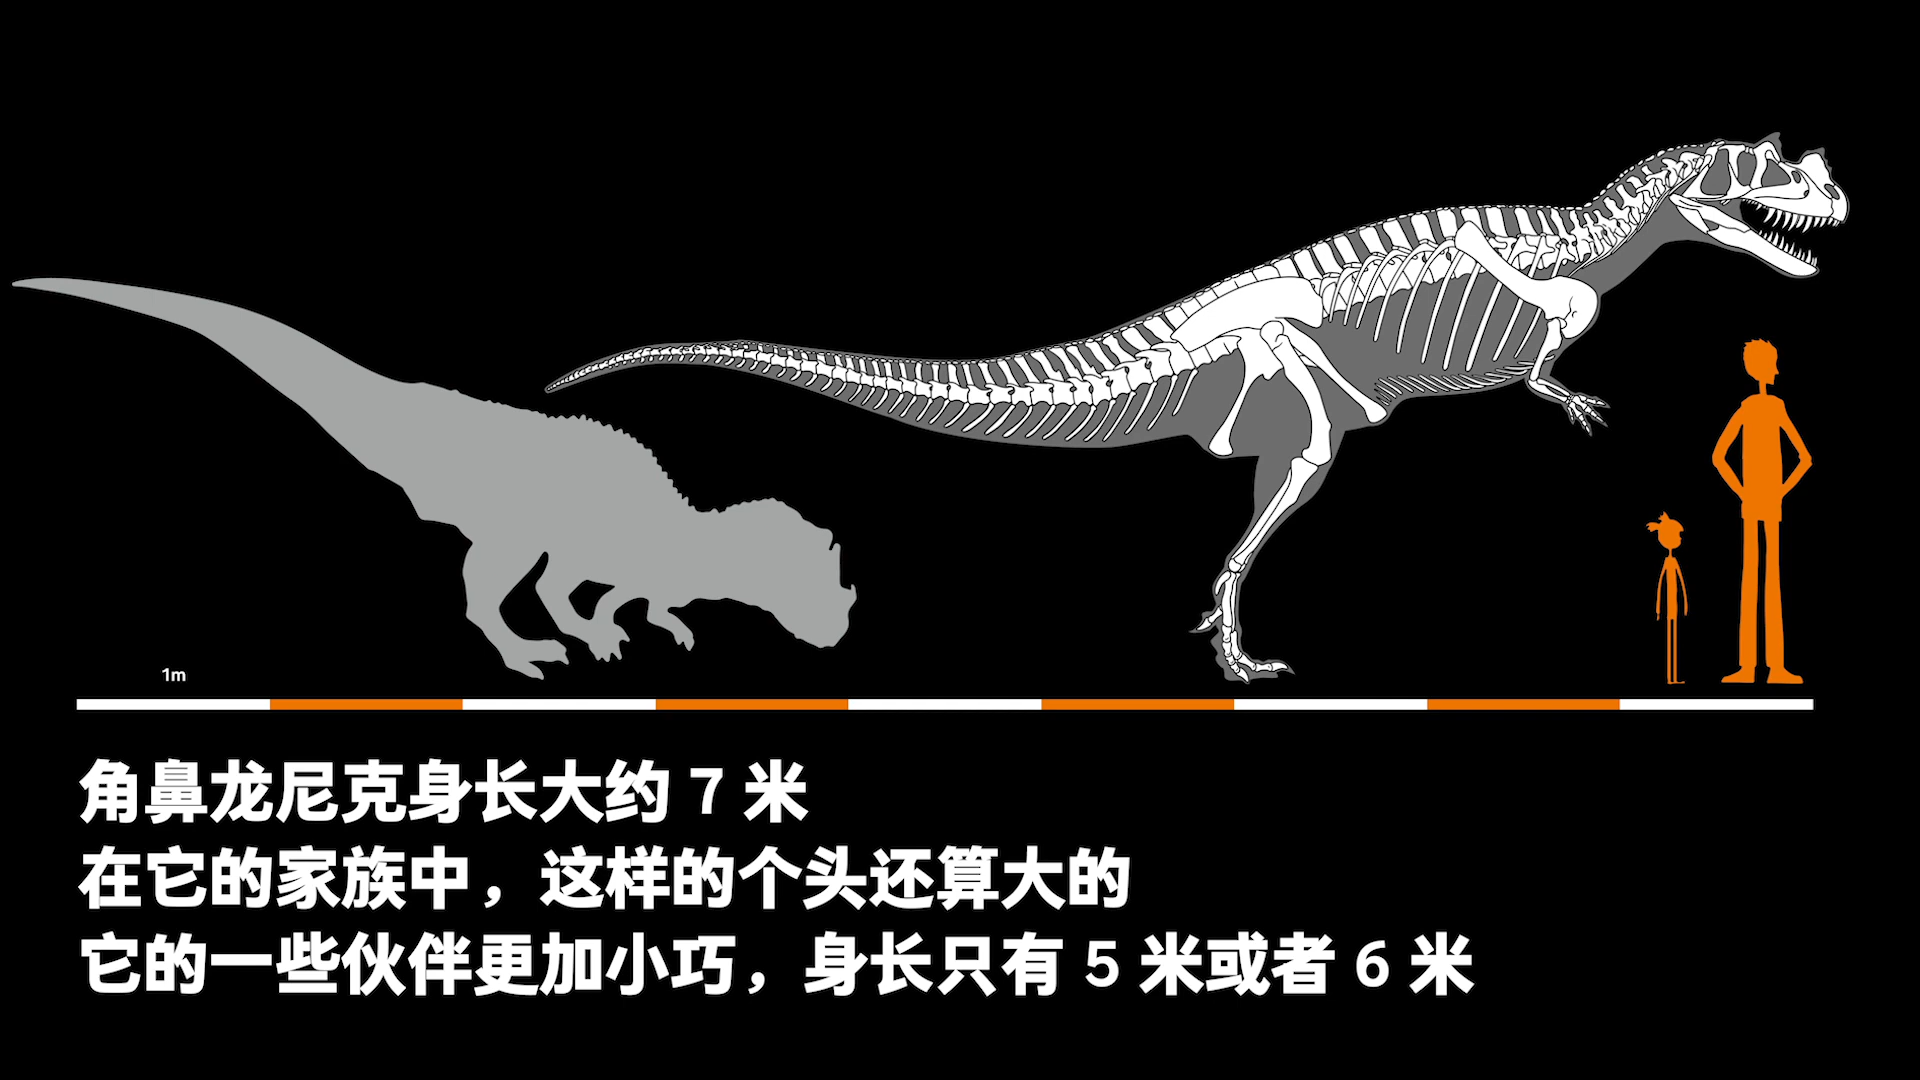 1m
角鼻龙尼克身长大约 7 米
在它的家族中，这样的个头还算大的
它的一些伙伴更加小巧，身长只有 5 米或者 6 米